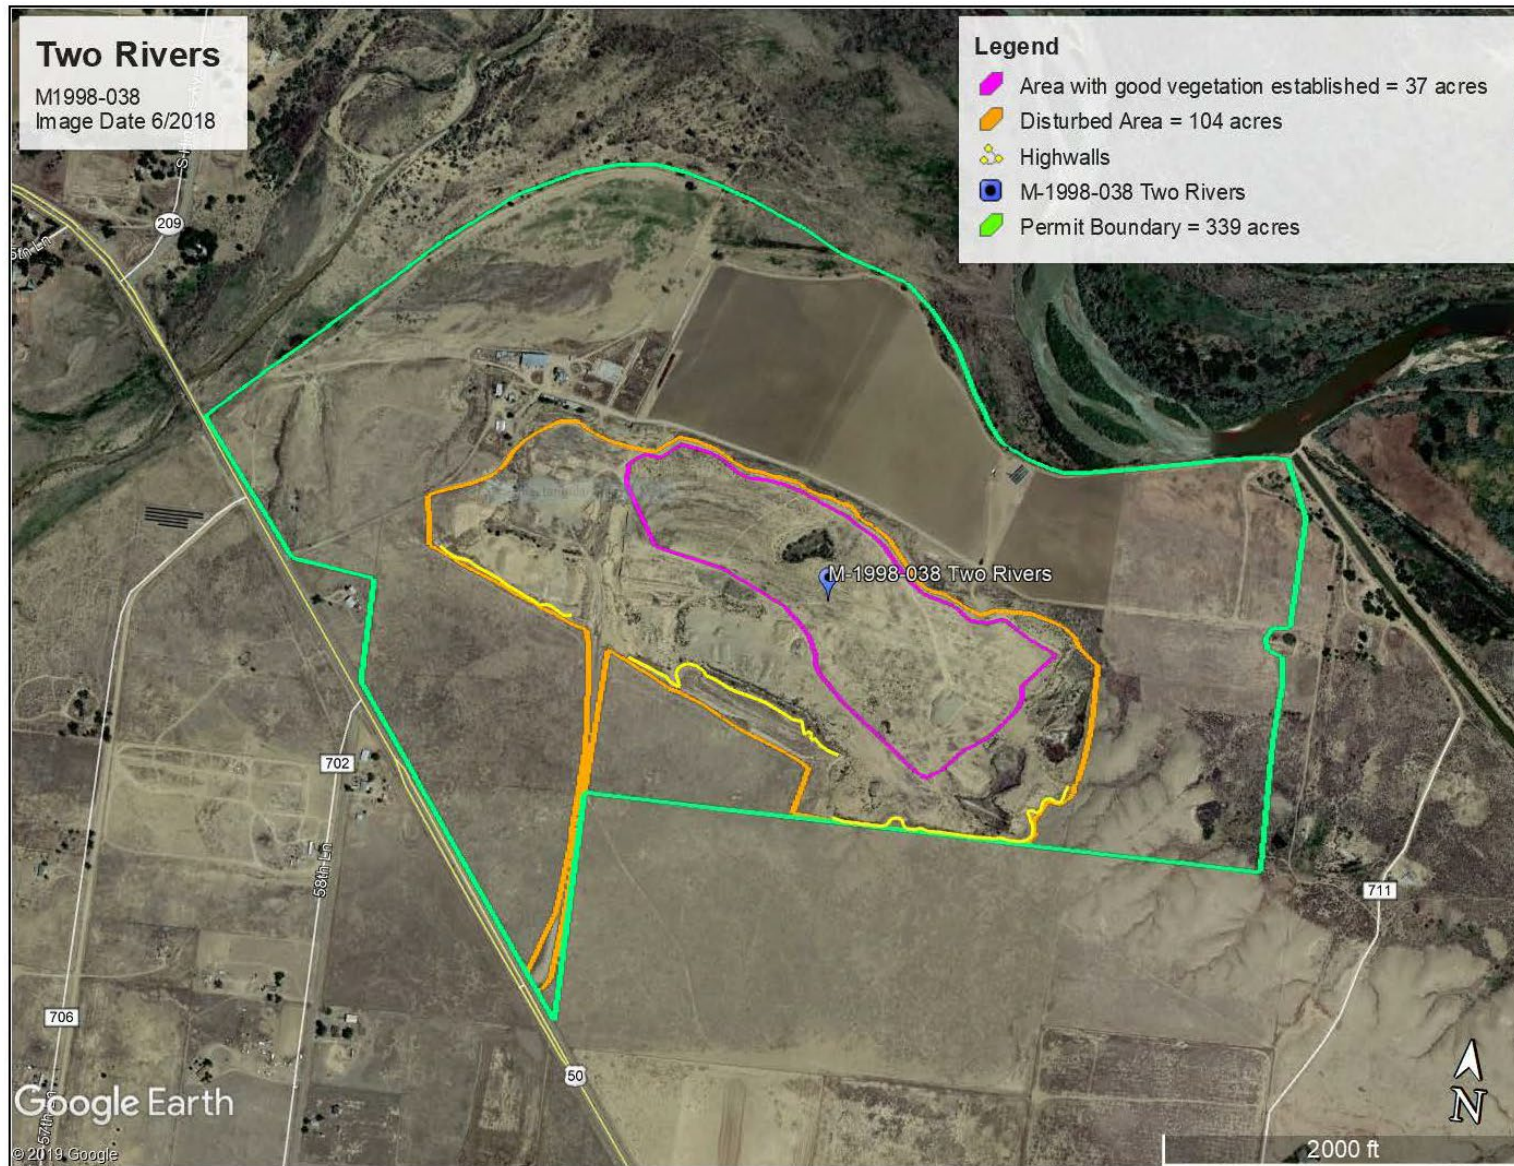 Two Rivers
M1998-038
Image Date 6/2018
Legend
Area with good vegetation established = 37 acres
Disturbed Area = 104 acres
Highwalls
M-1998-038 Two Rivers
Permit Boundary = 339 acres
209
M-1998-038 Two Rivers
702
58th Ln
711
706
50
57th Ln
Google Earth
© 2019 Google
N
2000 ft